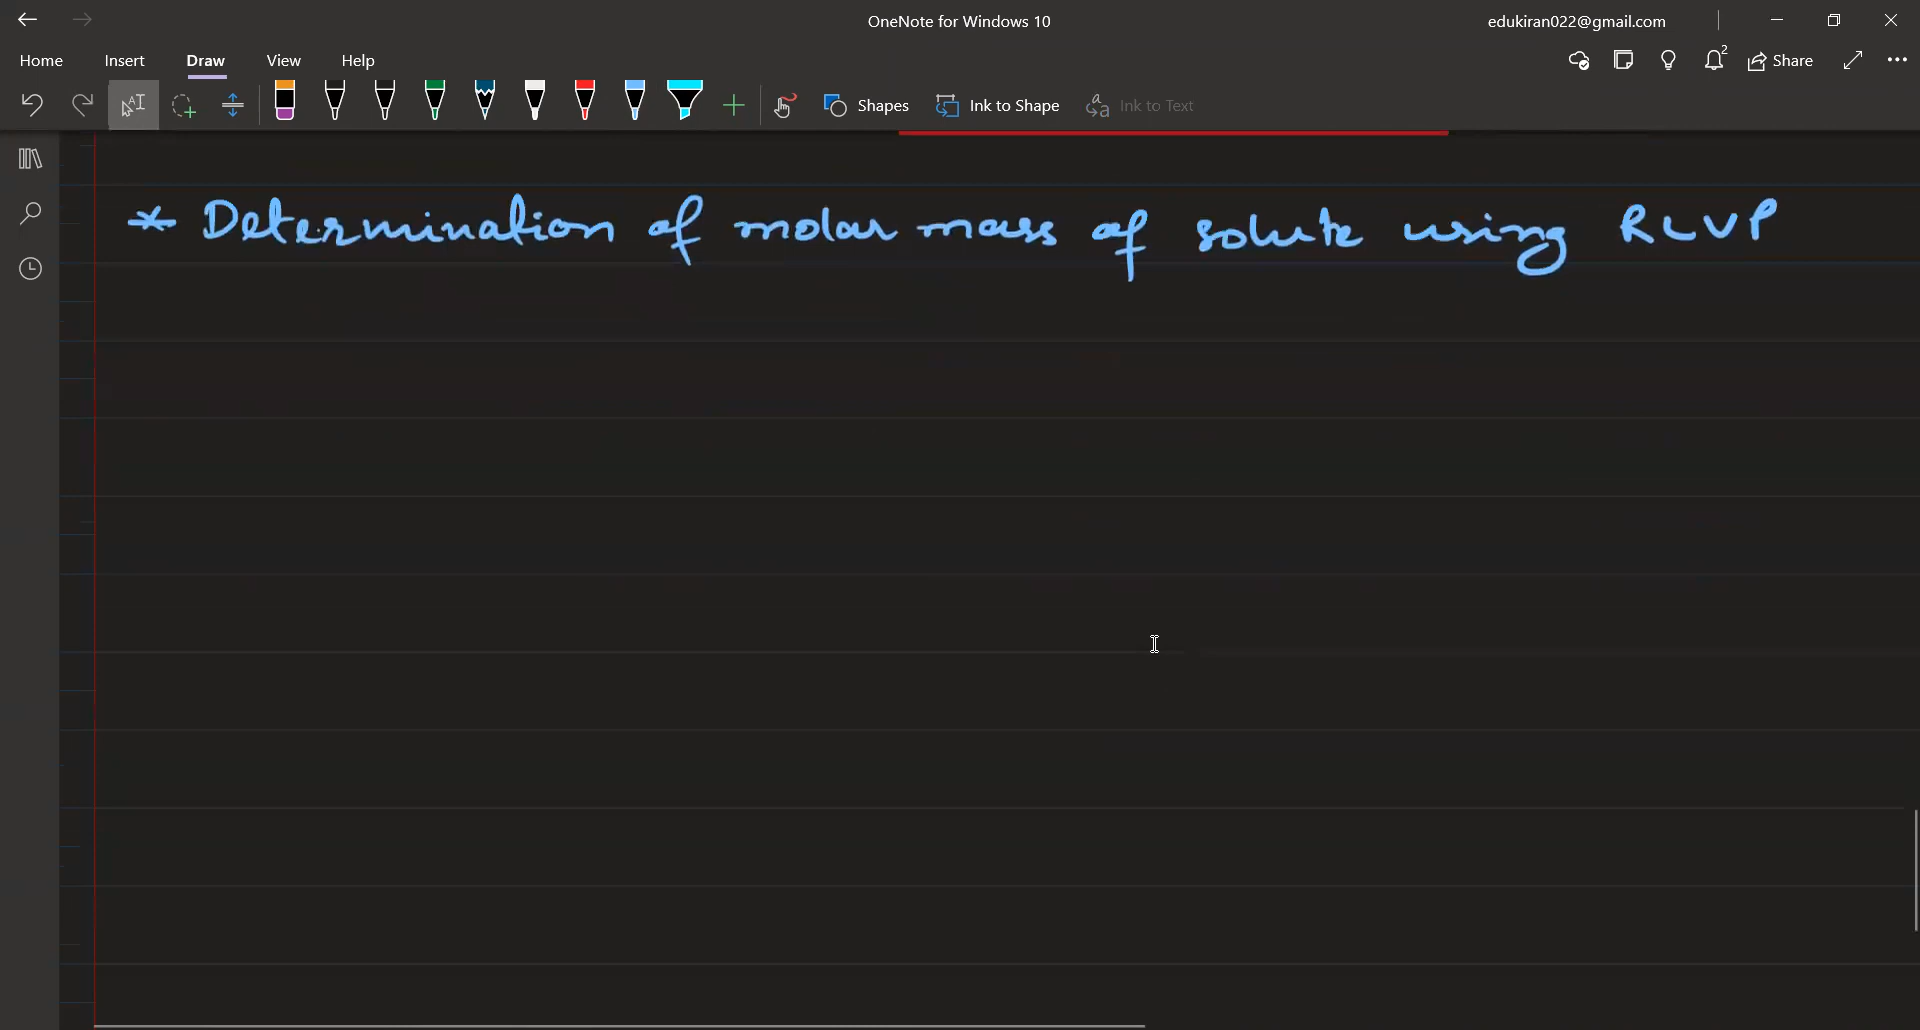 OneNote for Windows 10
edukiran022@gmail.com
Home Insert Draw View Help
2
Share
Shapes
Ink to Shape
Ink to Text
* Determination of molar mass of solute using RLVP